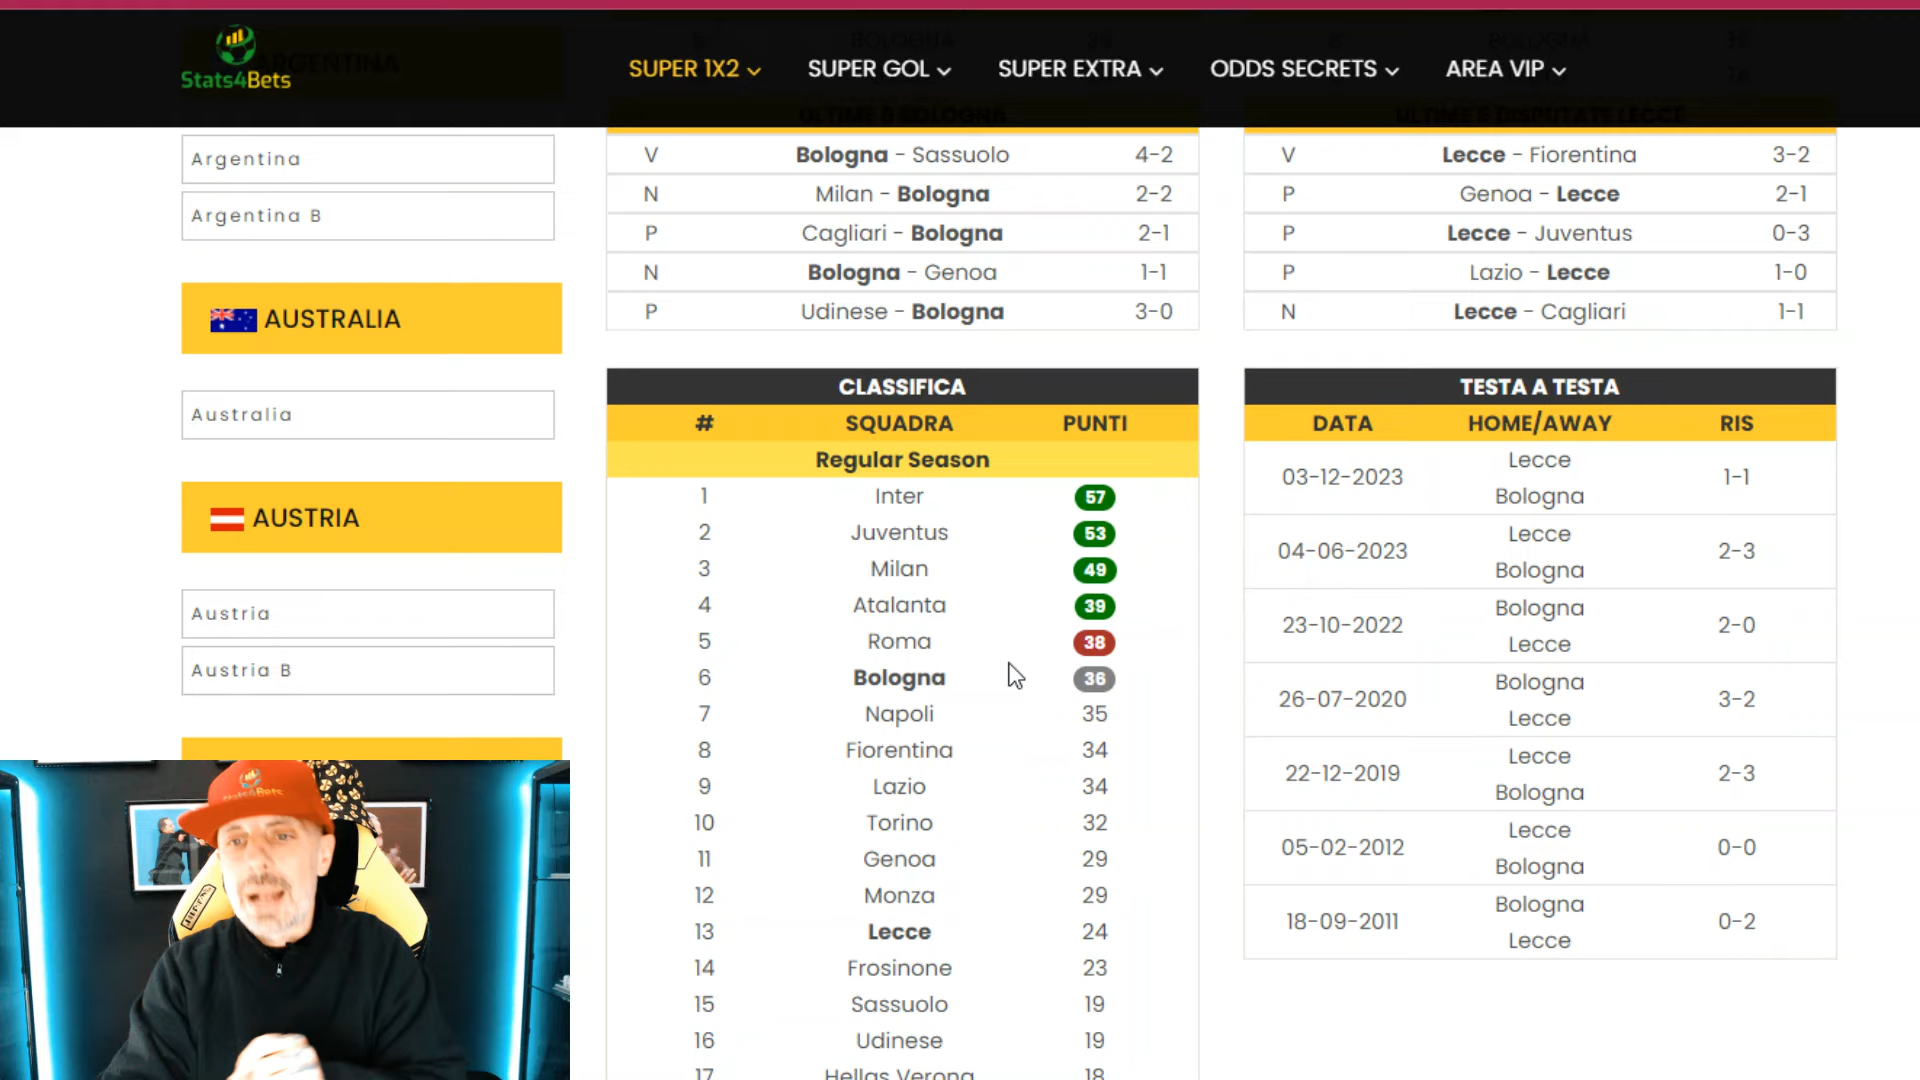 Stats4Bets
SUPER 1X2 SUPER GOL SUPER EXTRA ODDS SECRETS AREA VIP
ARGENTINA
Argentina
Argentina B
AUSTRALIA
Australia
AUSTRIA
Austria
Austria B
V Bologna - Sassuolo 4-2
N Milan - Bologna 2-2
P Cagliari - Bologna 2-1
N Bologna - Genoa 1-1
P Udinese - Bologna 3-0
V Lecce - Fiorentina 3-2
P Genoa - Lecce 2-1
P Lecce - Juventus 0-3
P Lazio - Lecce 1-0
N Lecce - Cagliari 1-1
CLASSIFICA
# SQUADRA PUNTI
Regular Season
1 Inter 57
2 Juventus 53
3 Milan 49
4 Atalanta 39
5 Roma 38
6 Bologna 36
7 Napoli 35
8 Fiorentina 34
9 Lazio 34
10 Torino 32
11 Genoa 29
12 Monza 29
13 Lecce 24
14 Frosinone 23
15 Sassuolo 19
16 Udinese 19
17 Hellas Verona 18
TESTA A TESTA
DATA HOME/AWAY RIS
03-12-2023 Lecce 1-1
Bologna
04-06-2023 Lecce 2-3
Bologna
23-10-2022 Bologna 2-0
Lecce
26-07-2020 Bologna 3-2
Lecce
22-12-2019 Lecce 2-3
Bologna
05-02-2012 Lecce 0-0
Bologna
18-09-2011 Bologna 0-2
Lecce
Stats4Bets